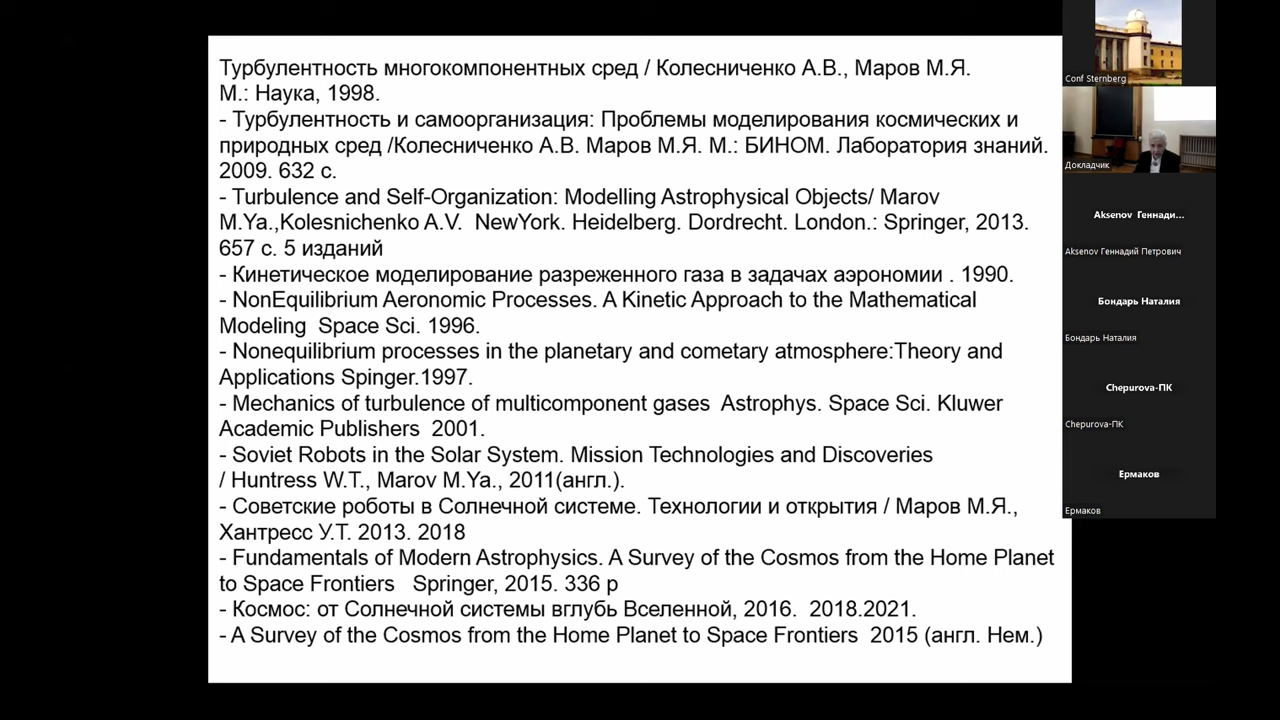 Турбулентность многокомпонентных сред / Колесниченко А.В., Маров М.Я.
М.: Наука, 1998.
- Турбулентность и самоорганизация: Проблемы моделирования космических и
природных сред /Колесниченко А.В. Маров М.Я. М.: БИНОМ. Лаборатория знаний.
2009. 632 с.
- Turbulence and Self-Organization: Modelling Astrophysical Objects/ Marov
M.Ya.,Kolesnichenko A.V. NewYork. Heidelberg. Dordrecht. London.: Springer, 2013.
657 с. 5 изданий
- Кинетическое моделирование разреженного газа в задачах аэрономии . 1990.
- NonEquilibrium Aeronomic Processes. A Kinetic Approach to the Mathematical
Modeling Space Sci. 1996.
- Nonequilibrium processes in the planetary and cometary atmosphere:Theory and
Applications Spinger.1997.
- Mechanics of turbulence of multicomponent gases Astrophys. Space Sci. Kluwer
Academic Publishers 2001.
- Soviet Robots in the Solar System. Mission Technologies and Discoveries
/ Huntress W.T., Marov M.Ya., 2011(англ.).
- Советские роботы в Солнечной системе. Технологии и открытия / Маров М.Я.,
Хантресс У.Т. 2013. 2018
- Fundamentals of Modern Astrophysics. A Survey of the Cosmos from the Home Planet
to Space Frontiers Springer, 2015. 336 p
- Космос: от Солнечной системы вглубь Вселенной, 2016. 2018.2021.
- A Survey of the Cosmos from the Home Planet to Space Frontiers 2015 (англ. Нем.)
Conf Sternberg
Докладчик
Aksenov Геннади...
Aksenov Геннадий Петрович
Бондарь Наталия
Бондарь Наталия
Chepurova-ПК
Chepurova-ПК
Ермаков
Ермаков